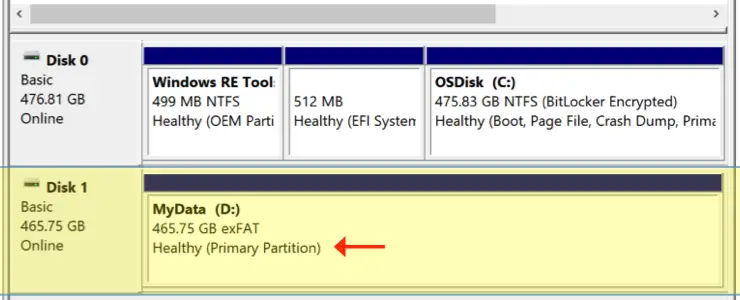 Disk 0
Basic
476.81 GB
Online
Windows RE Tools
499 MB NTFS
Healthy (OEM Parti
512 MB
Healthy (EFI System
OSDisk (C:)
475.83 GB NTFS (BitLocker Encrypted)
Healthy (Boot, Page File, Crash Dump, Prima
Disk 1
Basic
465.75 GB
Online
MyData (D:)
465.75 GB exFAT
Healthy (Primary Partition)